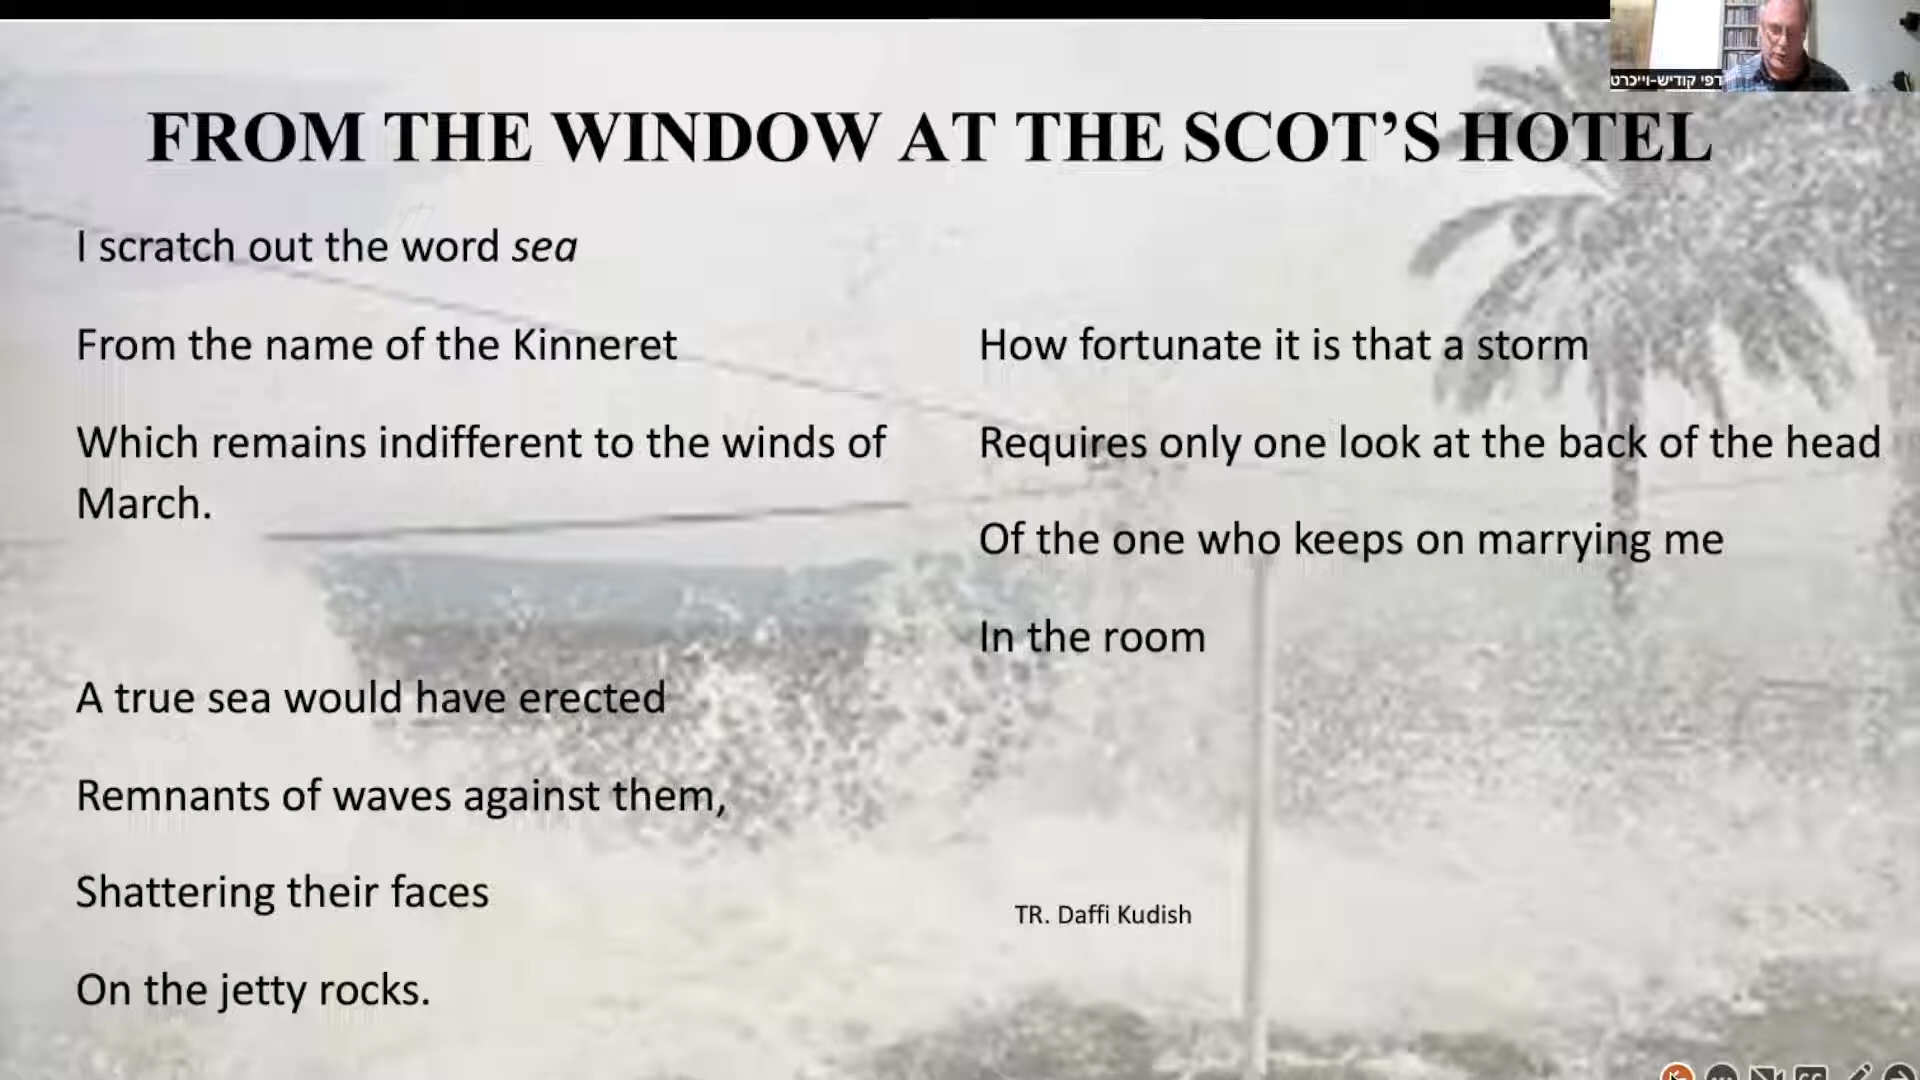 דפי קודיש-וייכרט
FROM THE WINDOW AT THE SCOT’S HOTEL
I scratch out the word sea
From the name of the Kinneret
Which remains indifferent to the winds of
March.
A true sea would have erected
Remnants of waves against them,
Shattering their faces
On the jetty rocks.
How fortunate it is that a storm
Requires only one look at the back of the head
Of the one who keeps on marrying me
In the room
TR. Daffi Kudish